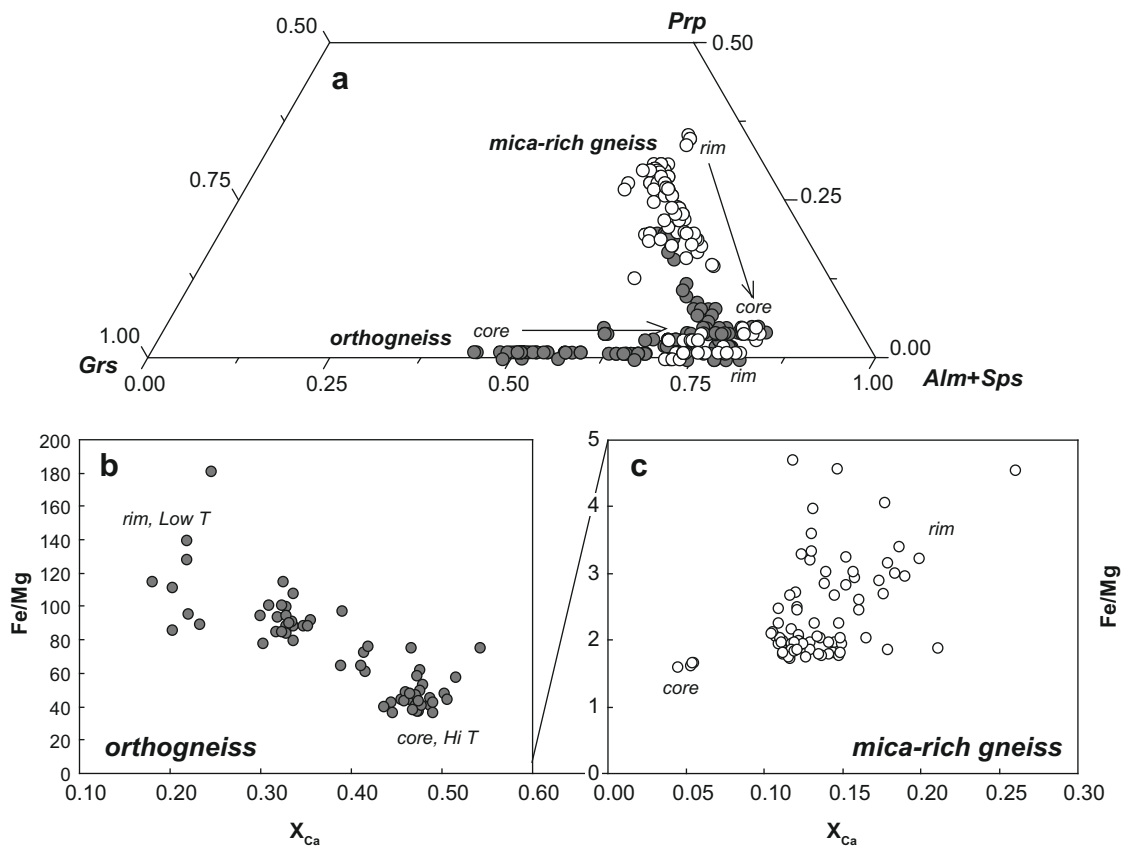 Prp
0.50
0.50
a
mica-rich gneiss
rim
0.75
0.25
core
orthogneiss
core
1.00
0.00
Grs
rim
0.00
0.25
0.50
0.75
1.00
Alm+Sps
200
180
160
140
120
100
80
60
40
20
0
Fe/Mg
b
rim, Low T
core, Hi T
orthogneiss
0.10
0.20
0.30
0.40
0.50
0.60
XCa
5
4
3
2
1
0
c
rim
core
mica-rich gneiss
Fe/Mg
0.00
0.05
0.10
0.15
0.20
0.25
0.30
XCa